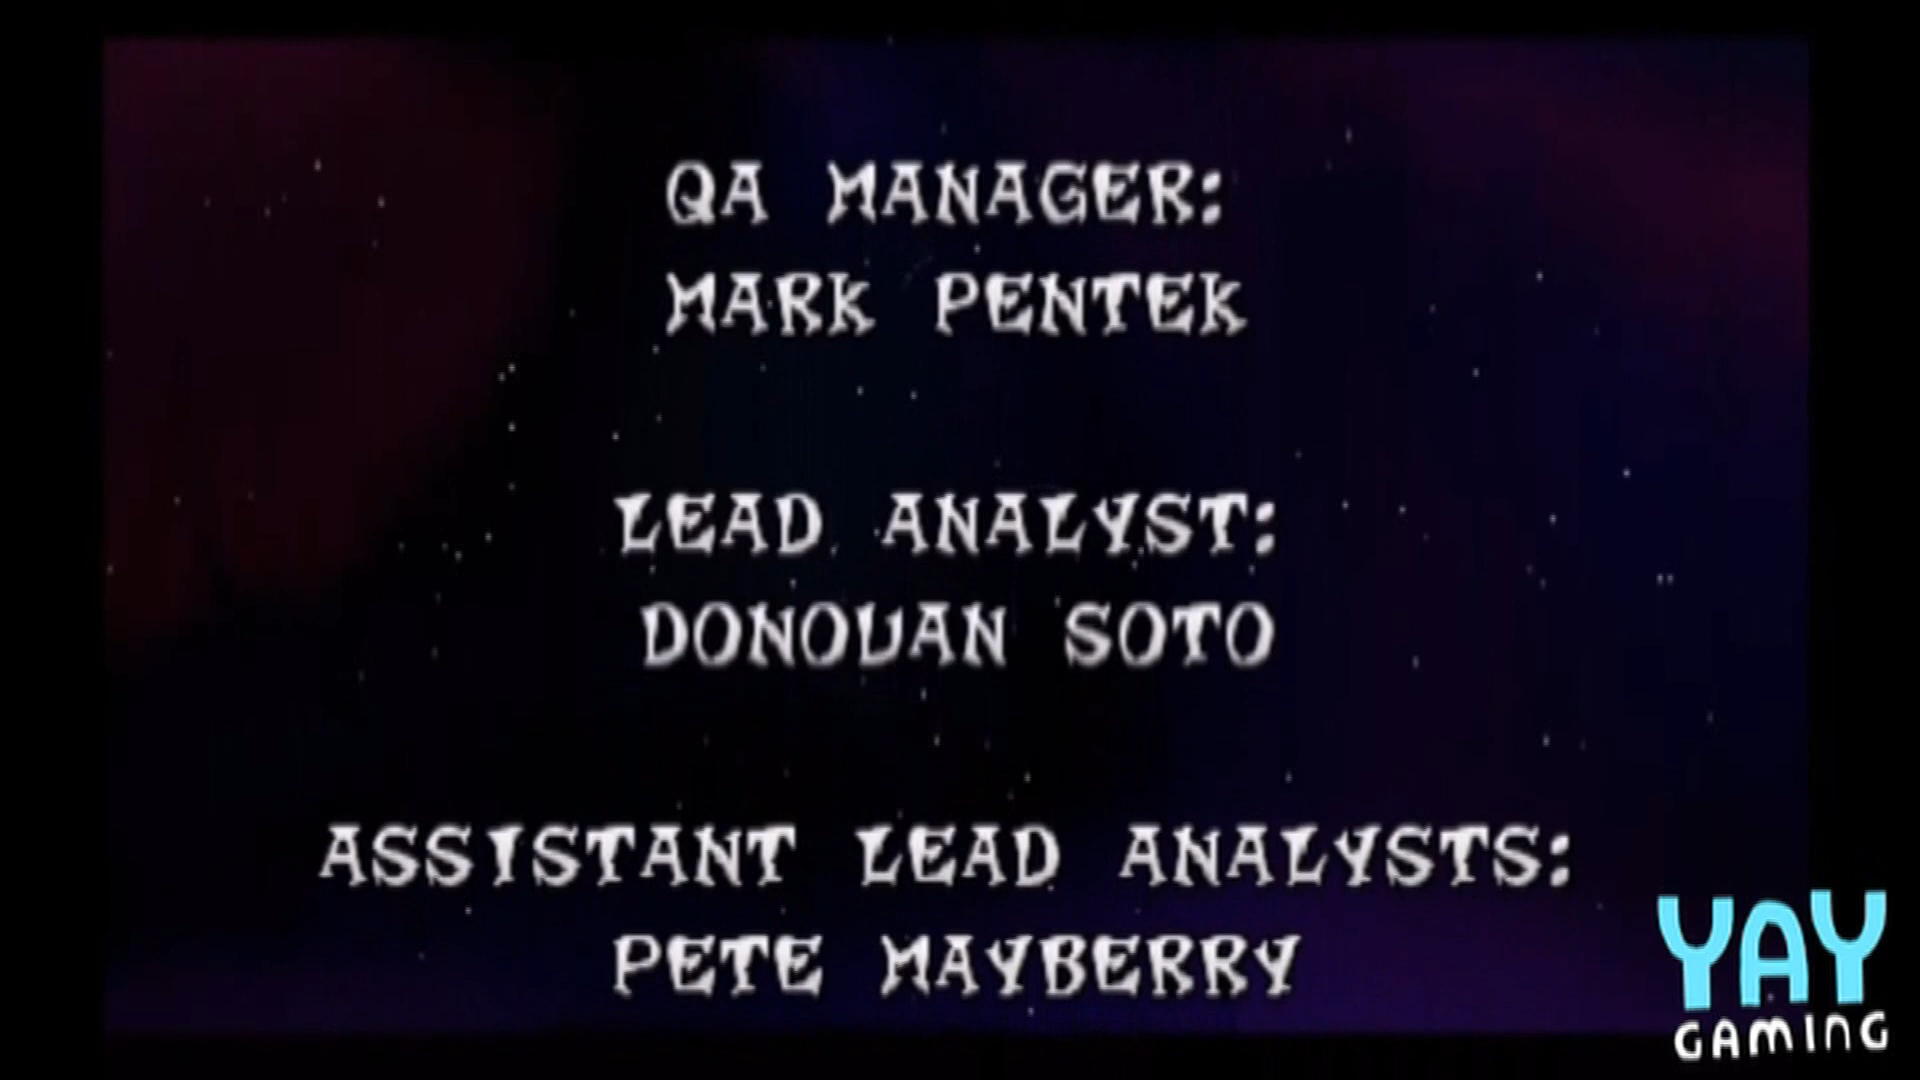 QA MANAGER:
MARK PENTEK
LEAD ANALYST:
DONOVAN SOTO
ASSISTANT LEAD ANALYSTS:
PETE MAYBERRY
YAY
GAMING